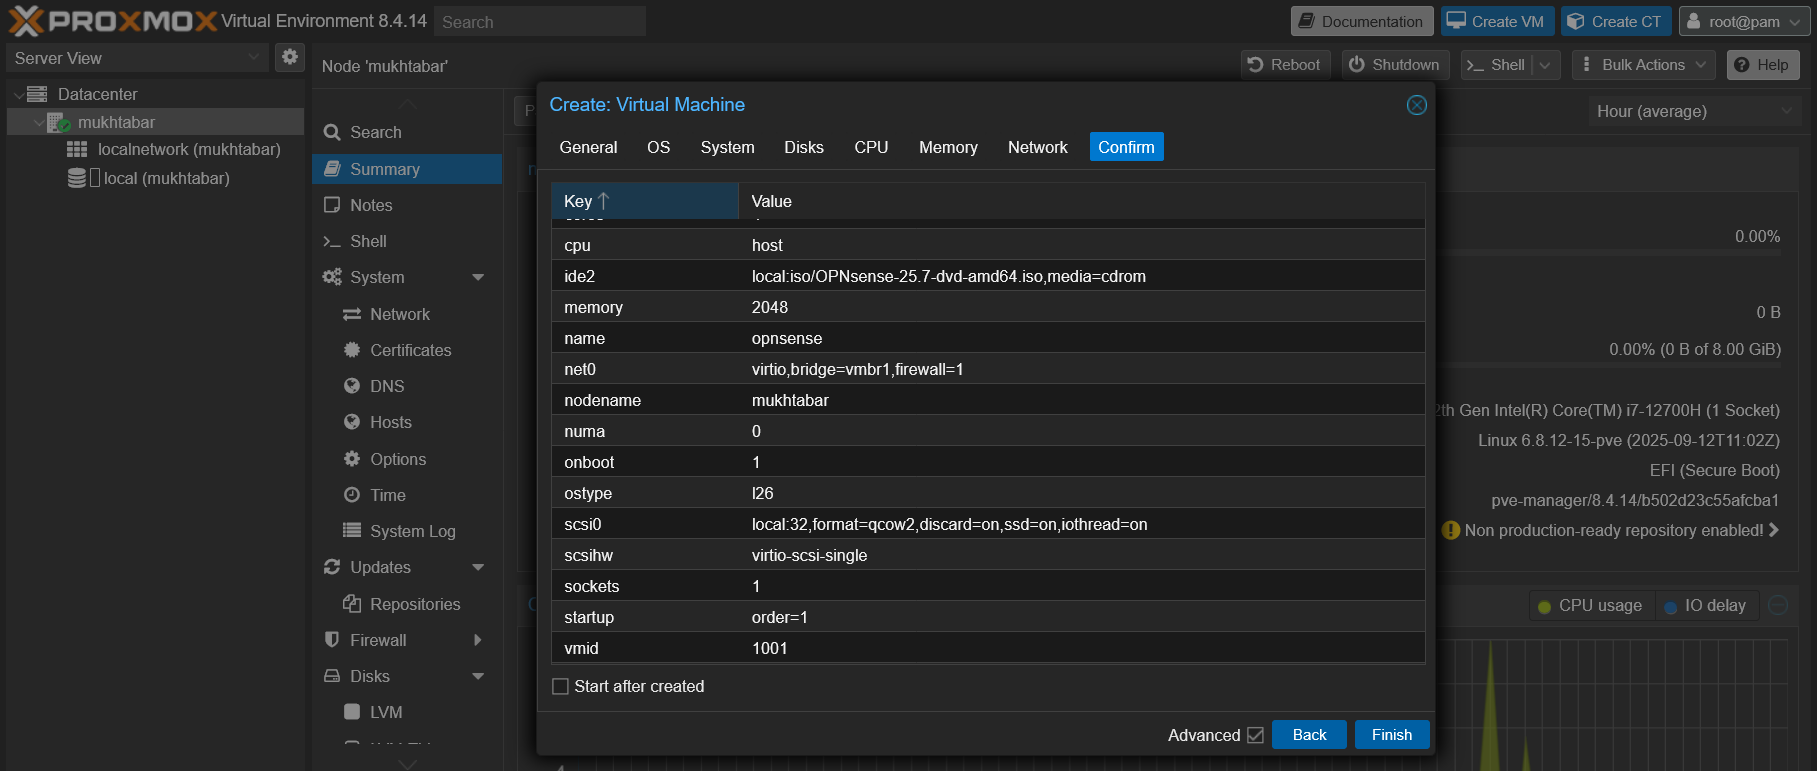 PROXMOX Virtual Environment 8.4.14 Search Documentation Create VM Create CT root@pam
Server View
Node 'mukhtabar' Reboot Shutdown Shell Bulk Actions Help
Datacenter
mukhtabar
localnetwork (mukhtabar)
local (mukhtabar)
Search
Summary
Notes
Shell
System
Network
Certificates
DNS
Hosts
Options
Time
System Log
Updates
Repositories
Firewall
Disks
LVM
Hour (average)
Create: Virtual Machine
General OS System Disks CPU Memory Network Confirm
Key Value
cpu host
ide2 local:iso/OPNsense-25.7-dvd-amd64.iso,media=cdrom
memory 2048
name opnsense
net0 virtio,bridge=vmbr1,firewall=1
nodename mukhtabar
numa 0
onboot 1
ostype l26
scsi0 local:32,format=qcow2,discard=on,ssd=on,iothread=on
scsihw virtio-scsi-single
sockets 1
startup order=1
vmid 1001
Start after created
Advanced Back Finish
0.00%
0 B
0.00% (0 B of 8.00 GiB)
2th Gen Intel(R) Core(TM) i7-12700H (1 Socket)
Linux 6.8.12-15-pve (2025-09-12T11:02Z)
EFI (Secure Boot)
pve-manager/8.4.14/b502d23c55afcba1
Non production-ready repository enabled!
CPU usage IO delay